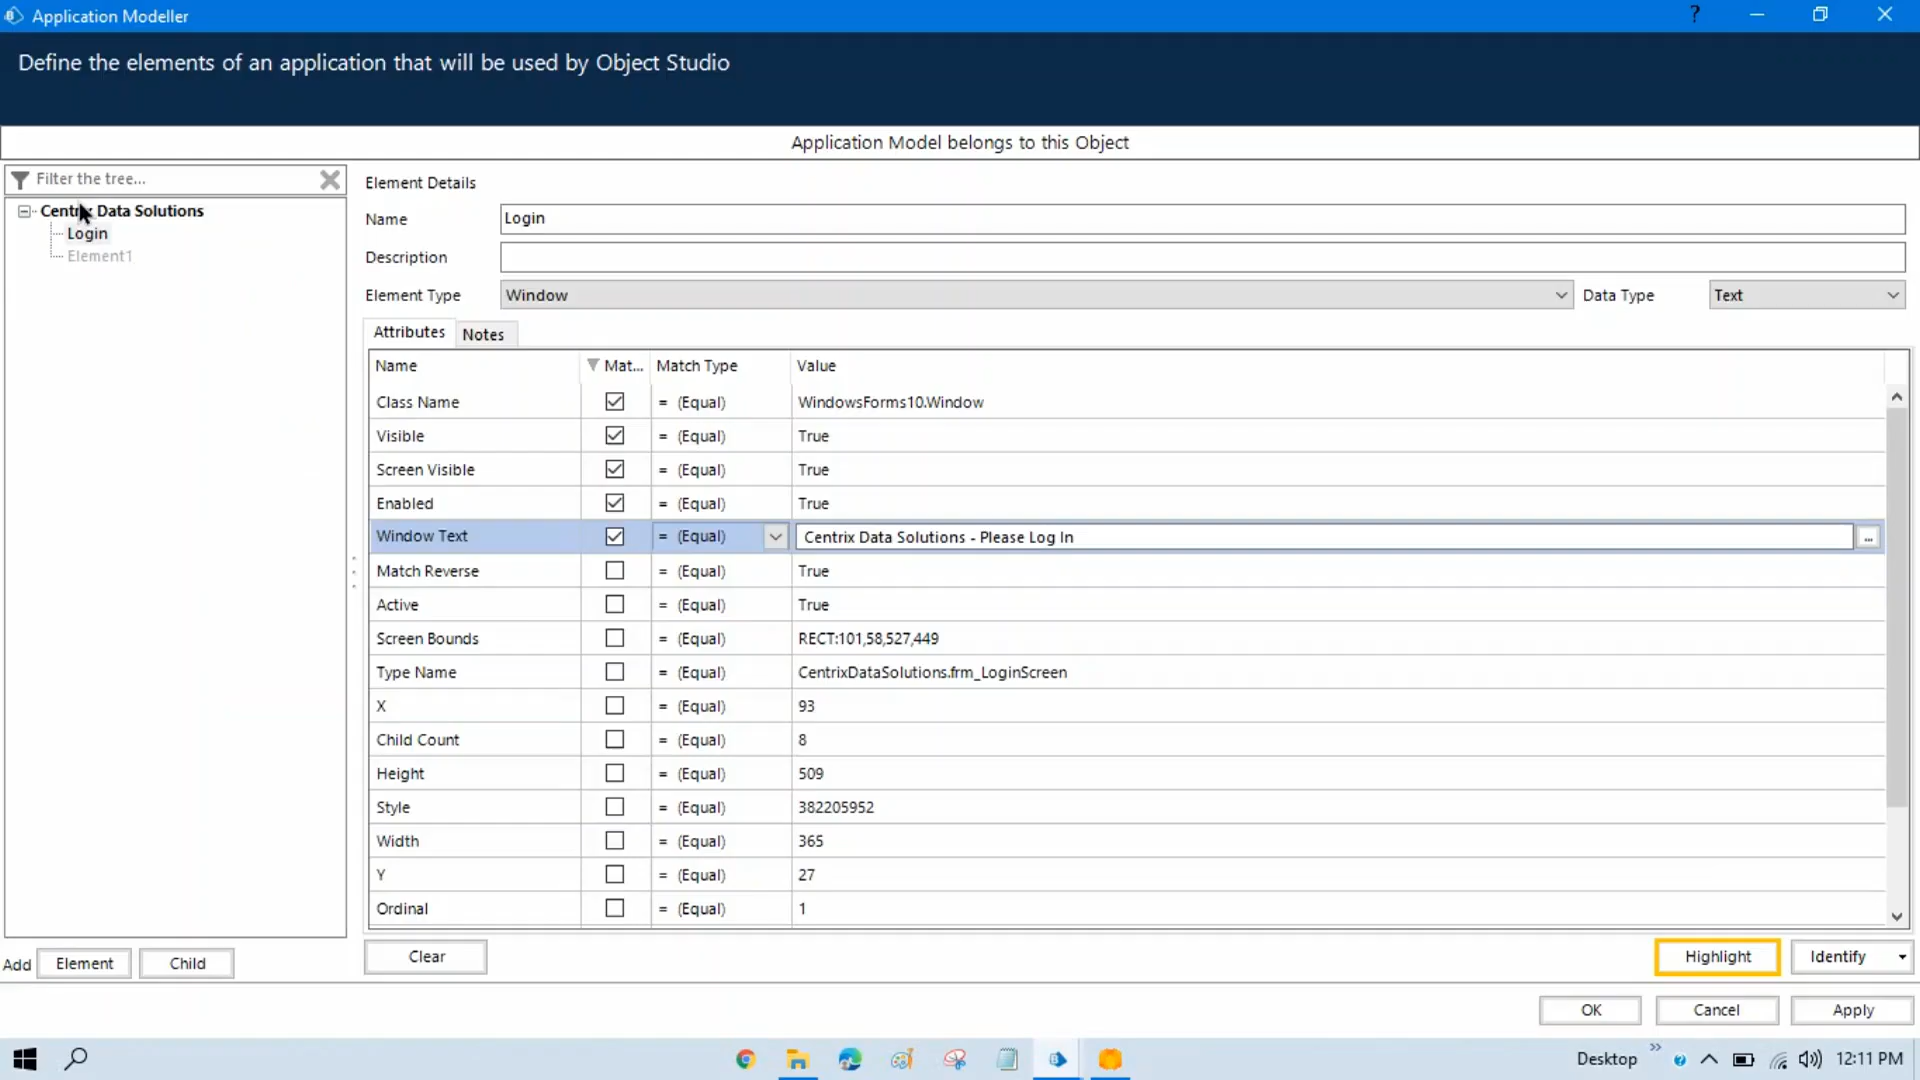 Application Modeller
?
Define the elements of an application that will be used by Object Studio
Application Model belongs to this Object
Filter the tree...
Centrix Data Solutions
Login
Element1
Element Details
Name Login
Description
Element Type Window Data Type Text
Attributes Notes
Name Mat... Match Type Value
Class Name = (Equal) WindowsForms10.Window
Visible = (Equal) True
Screen Visible = (Equal) True
Enabled = (Equal) True
Window Text = (Equal) Centrix Data Solutions - Please Log In ...
Match Reverse = (Equal) True
Active = (Equal) True
Screen Bounds = (Equal) RECT:101,58,527,449
Type Name = (Equal) CentrixDataSolutions.frm_LoginScreen
X = (Equal) 93
Child Count = (Equal) 8
Height = (Equal) 509
Style = (Equal) 382205952
Width = (Equal) 365
Y = (Equal) 27
Ordinal = (Equal) 1
Add Element Child
Clear Highlight Identify
OK Cancel Apply
Desktop 12:11 PM